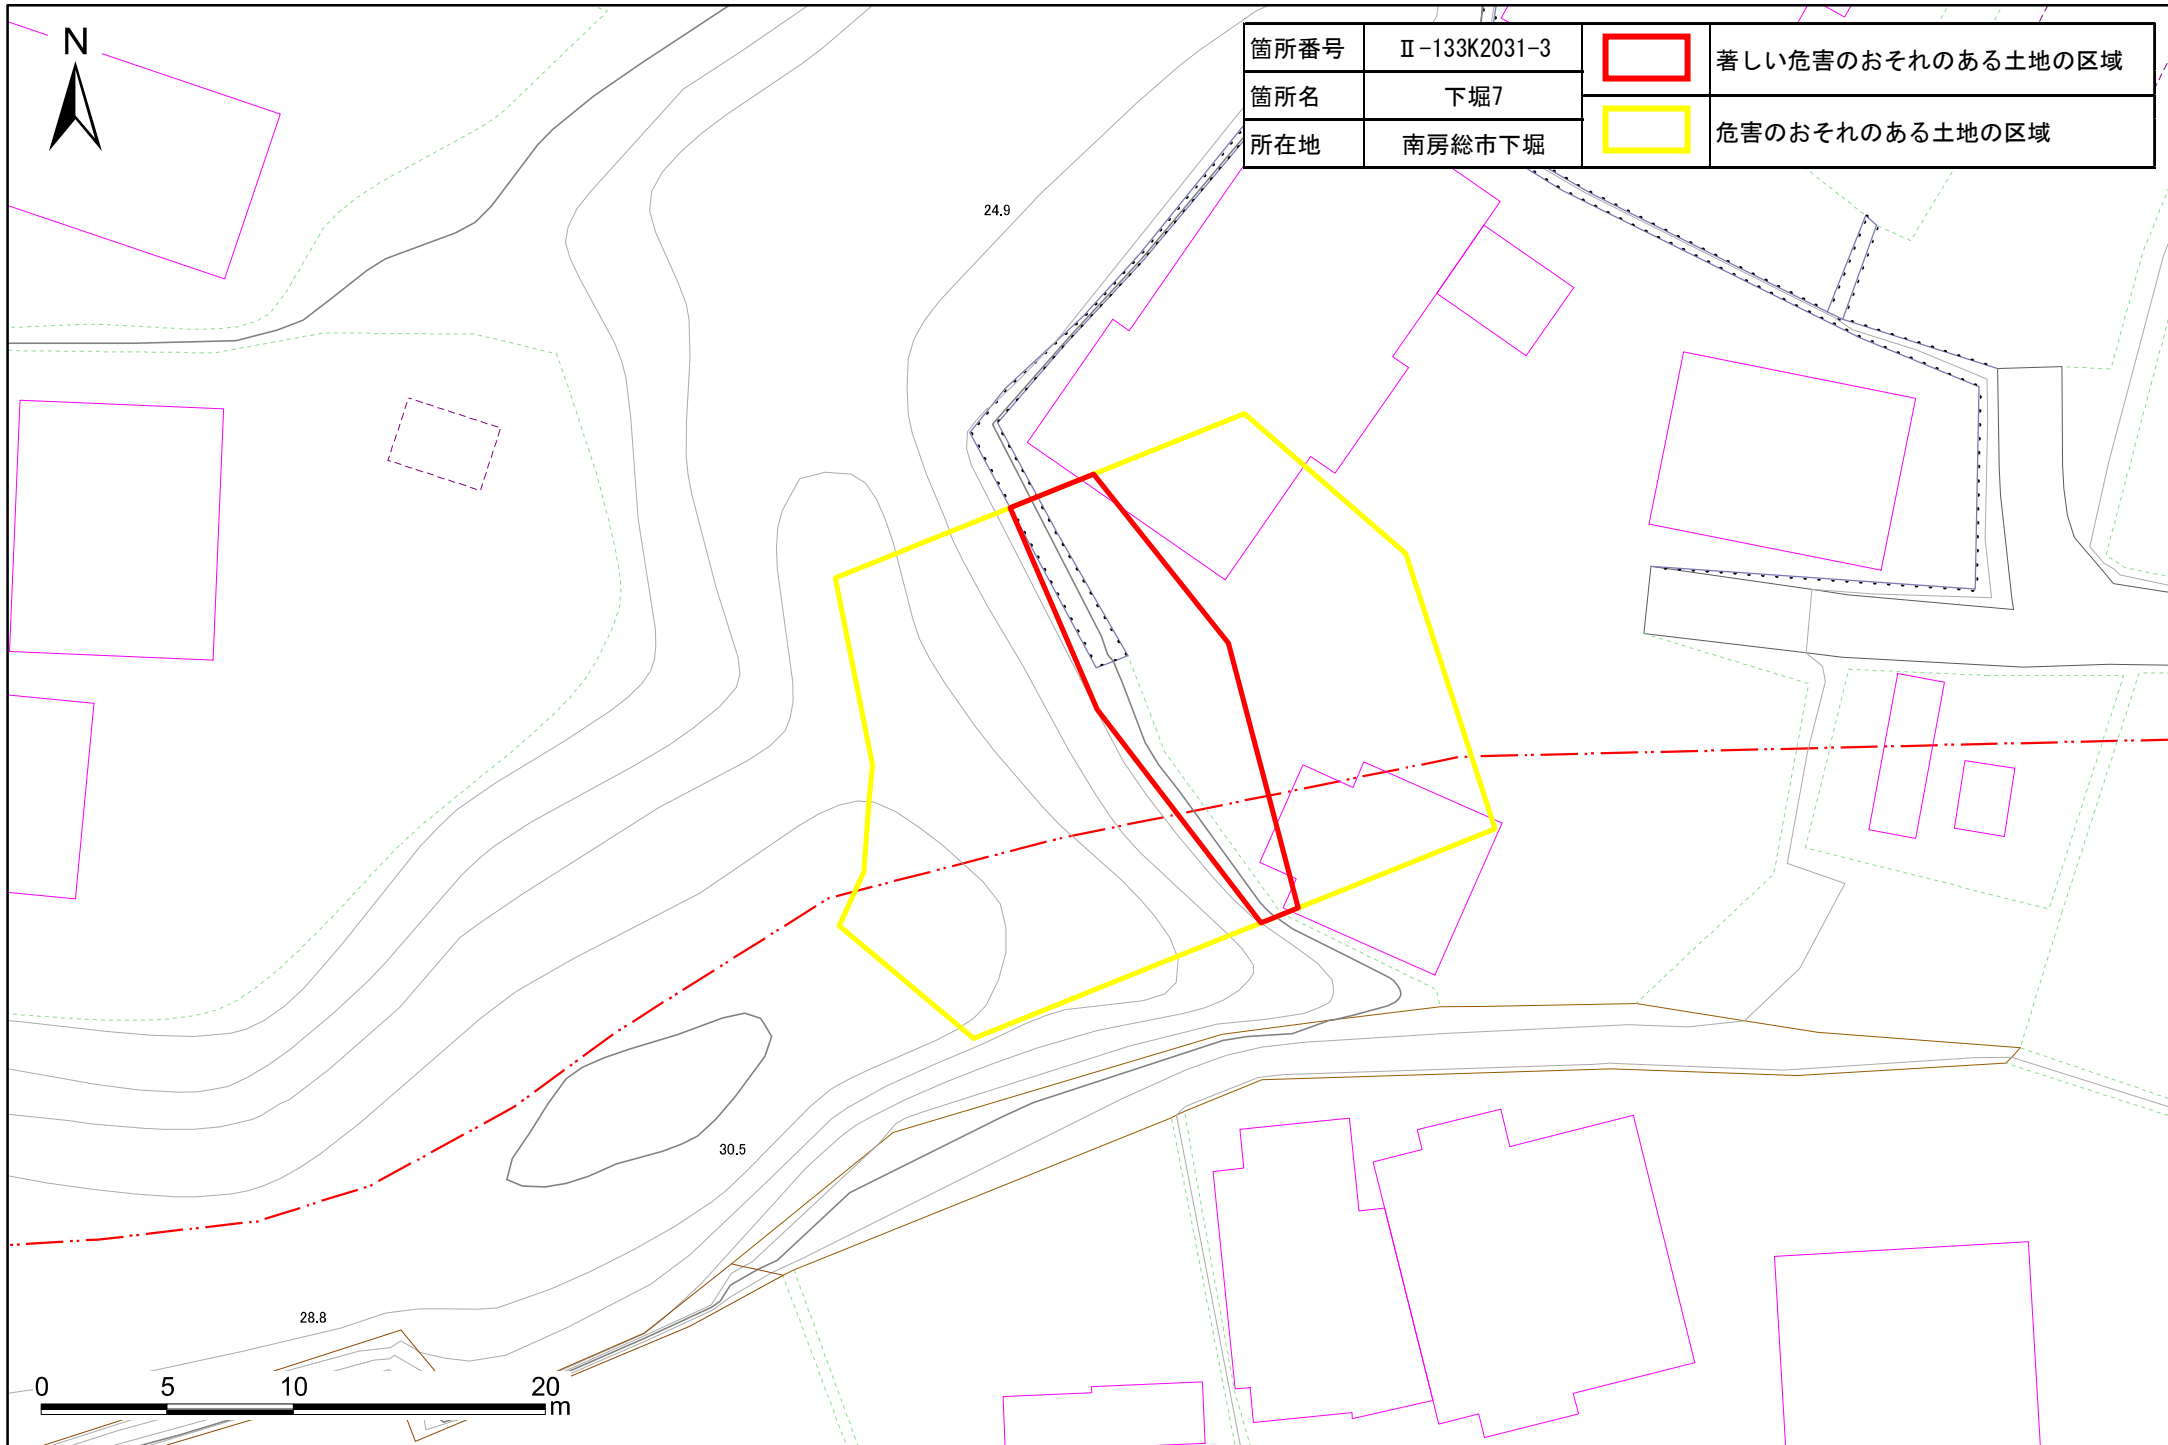 N
箇所番号 Ⅱ-133K2031-3
箇所名 下堀7
所在地 南房総市下堀
著しい危害のおそれのある土地の区域
危害のおそれのある土地の区域
24.9
30.5
28.8
0 5 10 20
m